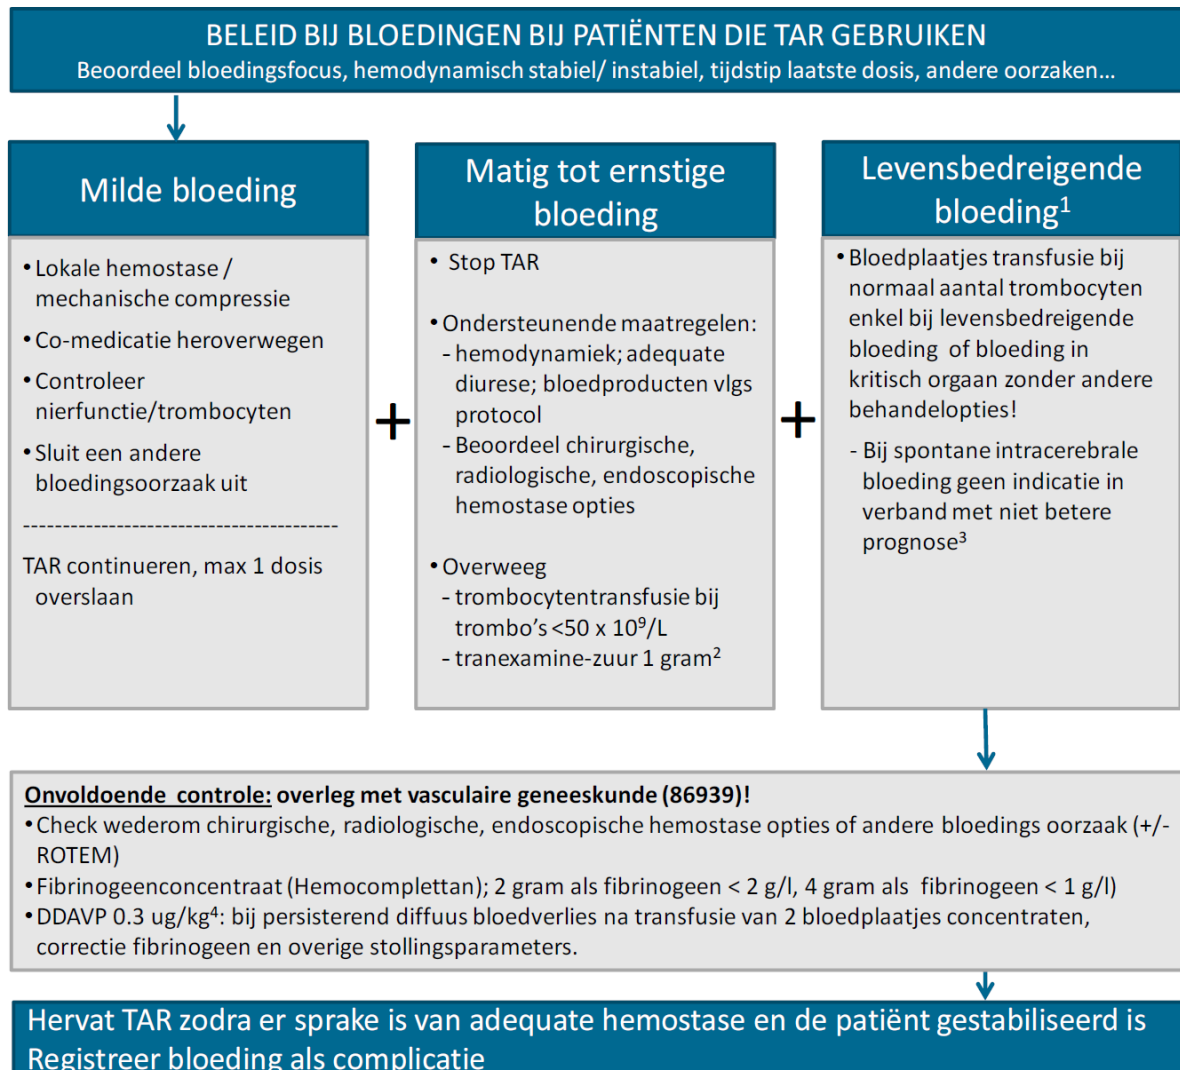 BELEID BIJ BLOEDINGEN BIJ PATIËNTEN DIE TAR GEBRUIKEN
Beoordeel bloedingsfocus, hemodynamisch stabiel/ instabiel, tijdstip laatste dosis, andere oorzaken…
Milde bloeding
• Lokale hemostase /
mechanische compressie
• Co-medicatie heroverwegen
• Controleer
nierfunctie/trombocyten
• Sluit een andere
bloedingsoorzaak uit
----------------------------------------
TAR continueren, max 1 dosis
overslaan
+
Matig tot ernstige
bloeding
• Stop TAR
• Ondersteunende maatregelen:
- hemodynamiek; adequate
diurese; bloedproducten vlgs
protocol
- Beoordeel chirurgische,
radiologische, endoscopische
hemostase opties
• Overweeg
- trombocytentransfusie bij
trombo's <50 x 10⁹/L
- tranexamine-zuur 1 gram²
+
Levensbedreigende
bloeding¹
• Bloedplaatjes transfusie bij
normaal aantal trombocyten
enkel bij levensbedreigende
bloeding of bloeding in
kritisch orgaan zonder andere
behandelopties!
- Bij spontane intracerebrale
bloeding geen indicatie in
verband met niet betere
prognose³
Onvoldoende controle: overleg met vasculaire geneeskunde (86939)!
• Check wederom chirurgische, radiologische, endoscopische hemostase opties of andere bloedings oorzaak (+/-
ROTEM)
• Fibrinogeenconcentraat (Hemocomplettan); 2 gram als fibrinogeen < 2 g/l, 4 gram als fibrinogeen < 1 g/l)
• DDAVP 0.3 ug/kg⁴: bij persisterend diffuus bloedverlies na transfusie van 2 bloedplaatjes concentraten,
correctie fibrinogeen en overige stollingsparameters.
Hervat TAR zodra er sprake is van adequate hemostase en de patiënt gestabiliseerd is
Registreer bloeding als complicatie